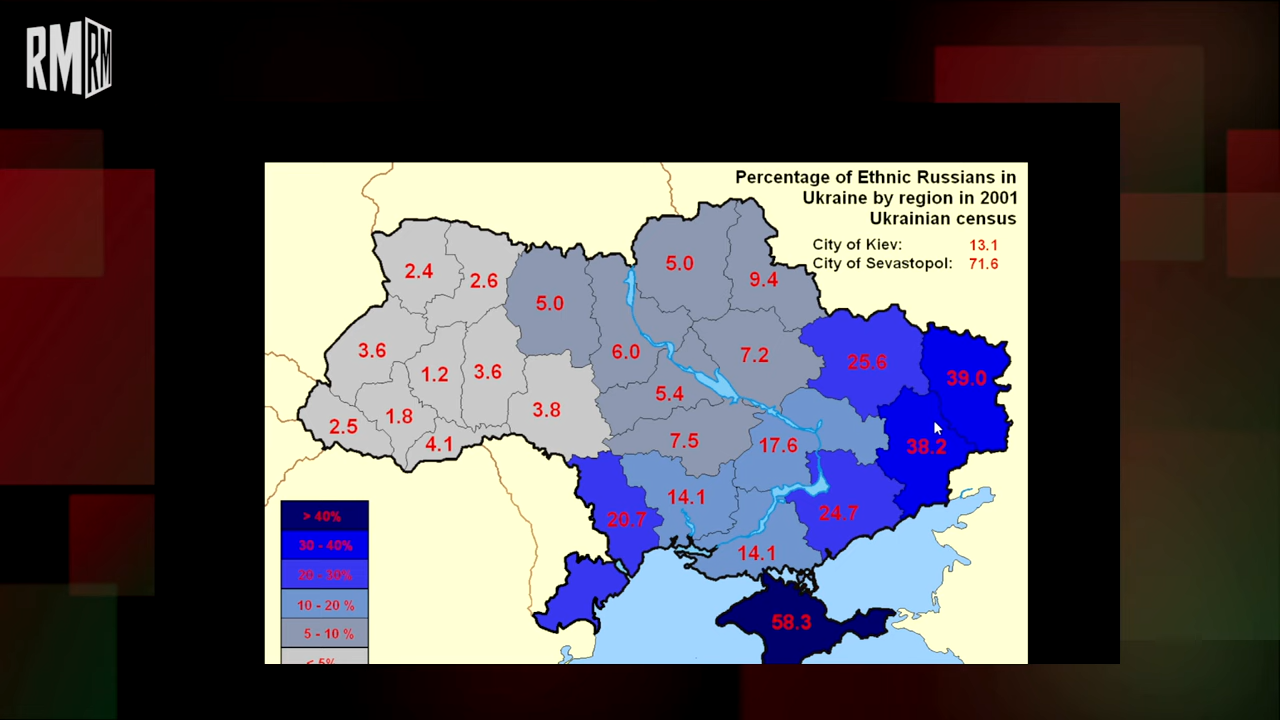 RM RM
Percentage of Ethnic Russians in
Ukraine by region in 2001
Ukrainian census
City of Kiev: 13.1
City of Sevastopol: 71.6
2.4
2.6
5.0
5.0
9.4
3.6
1.2
3.6
6.0
7.2
25.6
39.0
2.5
1.8
4.1
3.8
5.4
7.5
17.6
38.2
20.7
14.1
24.7
14.1
58.3
> 40%
30 - 40%
20 - 30%
10 - 20 %
5 - 10 %
< 5%